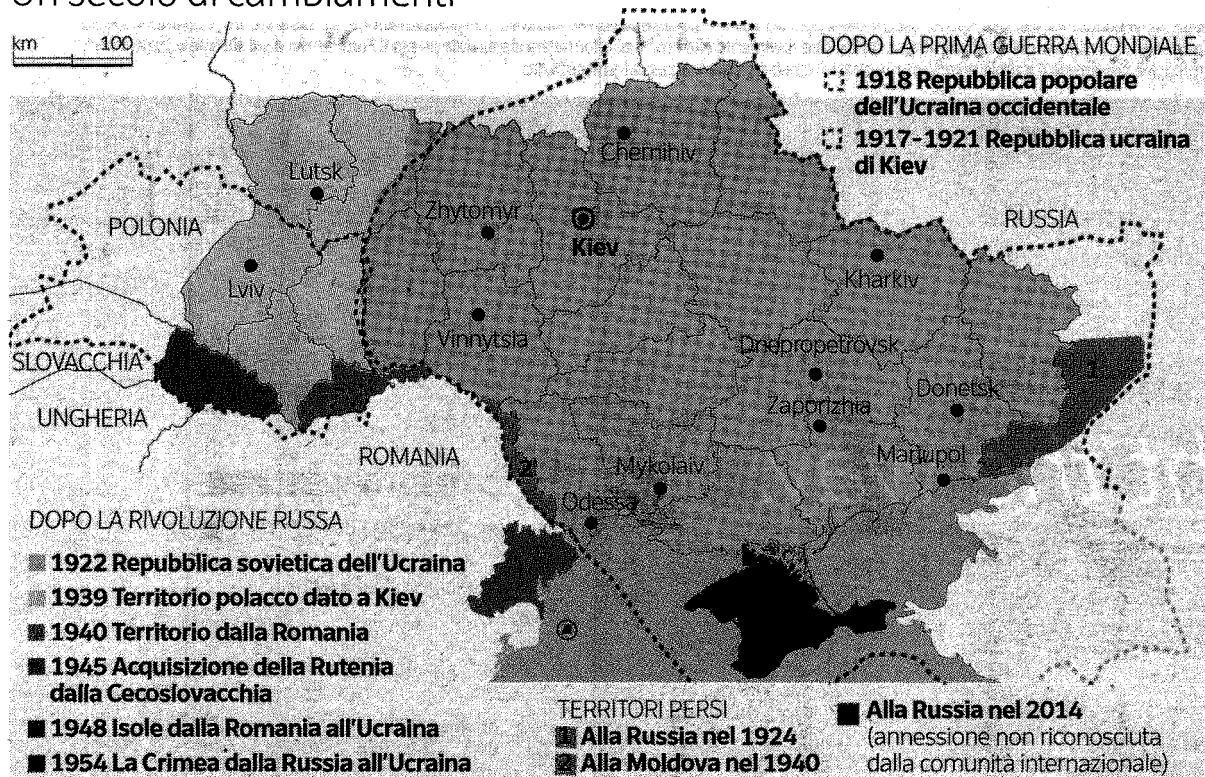 Un secolo di cambiamenti
km 100
DOPO LA PRIMA GUERRA MONDIALE
1918 Repubblica popolare
dell'Ucraina occidentale
1917-1921 Repubblica ucraina
di Kiev
Lutsk
Chernihiv
POLONIA
Zhytomyr
Kiev
RUSSIA
Lviv
Kharkiv
Vinnytsia
SLOVACCHIA
Dnepropetrovsk
1
UNGHERIA
Donetsk
Zaporizhia
ROMANIA
2
Mykolaiv
Mariupol
Odessa
DOPO LA RIVOLUZIONE RUSSA
1922 Repubblica sovietica dell'Ucraina
1939 Territorio polacco dato a Kiev
1940 Territorio dalla Romania
1945 Acquisizione della Rutenia
dalla Cecoslovacchia
1948 Isole dalla Romania all'Ucraina
1954 La Crimea dalla Russia all'Ucraina
TERRITORI PERSI
1 Alla Russia nel 1924
2 Alla Moldova nel 1940
Alla Russia nel 2014
(annessione non riconosciuta
dalla comunità internazionale)